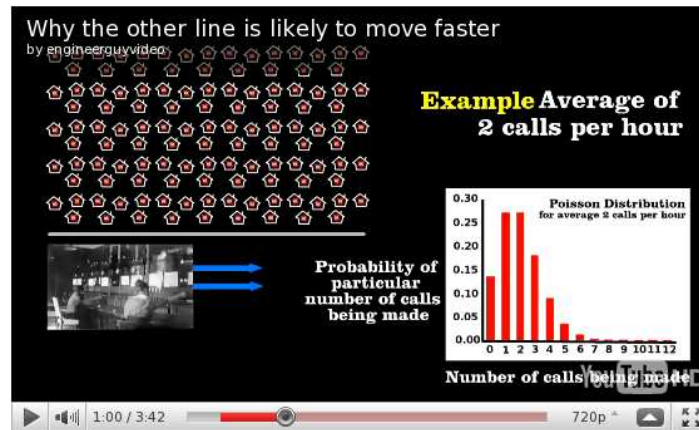 Why the other line is likely to move faster
by engineerguyvideo
Example Average of
2 calls per hour
Probability of
particular
number of calls
being made
Poisson Distribution
for average 2 calls per hour
0.30
0.25
0.20
0.15
0.10
0.05
0.00
0 1 2 3 4 5 6 7 8 9 10 11 12
Number of calls being made
YouTube HD
1:00 / 3:42
720p